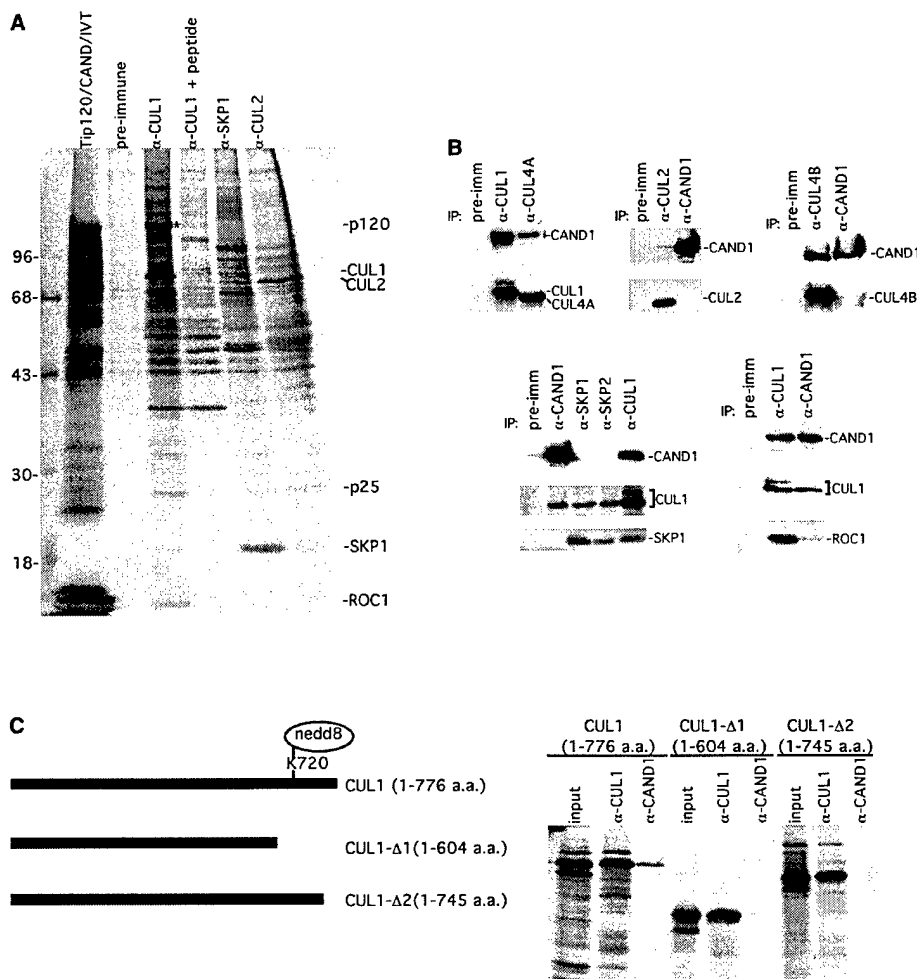 A
Tip120/CAND/IVT
pre-immune
α-CUL1
α-CUL1 + peptide
α-SKP1
α-CUL2
96-
68-
43-
30-
18-
*
-p120
-CUL1
CUL2
-p25
-SKP1
-ROC1
B
IP:
pre-imm
α-CUL1
α-CUL4A
-CAND1
-CUL1
CUL4A
IP:
pre-imm
α-CUL2
α-CAND1
-CAND1
-CUL2
IP:
pre-imm
α-CUL4B
α-CAND1
-CAND1
-CUL4B
IP:
pre-imm
α-CAND1
α-SKP1
α-SKP2
α-CUL1
-CAND1
CUL1
-SKP1
IP:
pre-imm
α-CUL1
α-CAND1
-CAND1
CUL1
-ROC1
C
nedd8
K720
CUL1 (1-776 a.a.)
CUL1-Δ1(1-604 a.a.)
CUL1-Δ2(1-745 a.a.)
CUL1
(1-776 a.a.)
CUL1-Δ1
(1-604 a.a.)
CUL1-Δ2
(1-745 a.a.)
input
α-CUL1
α-CAND1
input
α-CUL1
α-CAND1
input
α-CUL1
α-CAND1